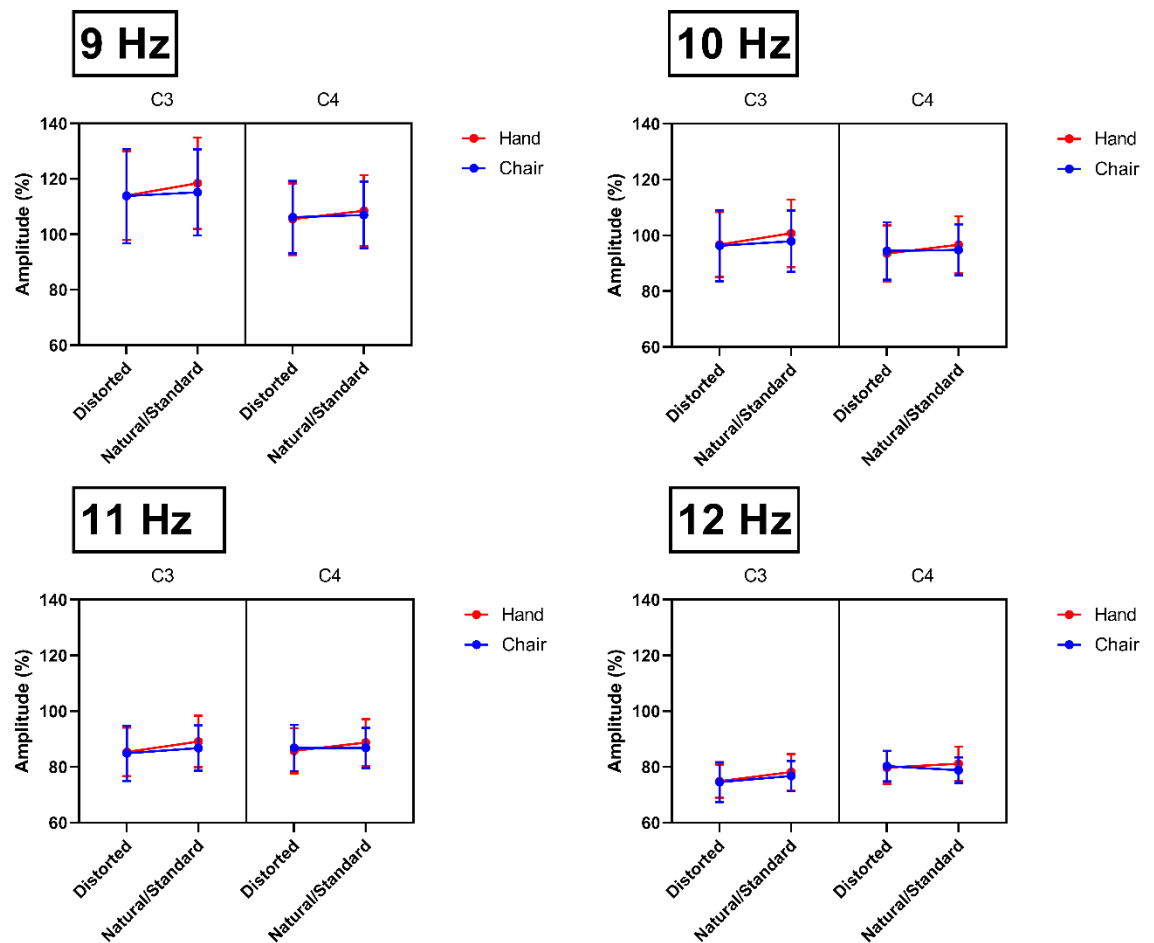 9 Hz
C3 C4
140
120
100
80
60
Amplitude (%)
Hand
Chair
Distorted
Natural/Standard
Distorted
Natural/Standard
10 Hz
C3 C4
140
120
100
80
60
Amplitude (%)
Hand
Chair
Distorted
Natural/Standard
Distorted
Natural/Standard
11 Hz
C3 C4
140
120
100
80
60
Amplitude (%)
Hand
Chair
Distorted
Natural/Standard
Distorted
Natural/Standard
12 Hz
C3 C4
140
120
100
80
60
Amplitude (%)
Hand
Chair
Distorted
Natural/Standard
Distorted
Natural/Standard